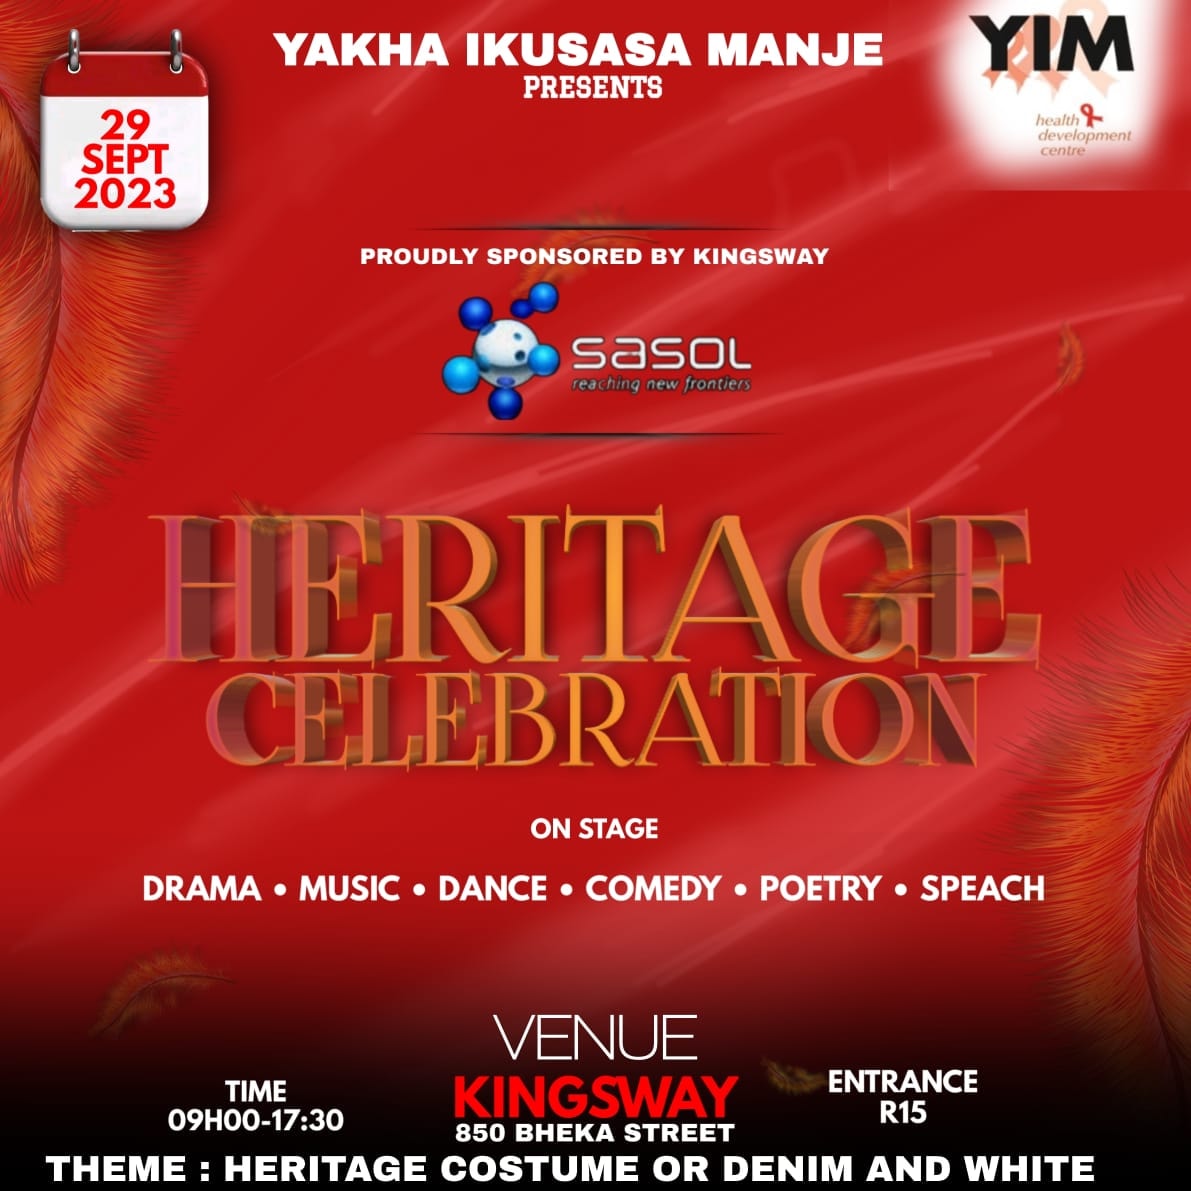 YAKHA IKUSASA MANJE
PRESENTS
29
SEPT
2023
YIM
health
development
centre
PROUDLY SPONSORED BY KINGSWAY
sasol
reaching new frontiers
HERITAGE
CELEBRATION
ON STAGE
DRAMA • MUSIC • DANCE • COMEDY • POETRY • SPEACH
VENUE
KINGSWAY
850 BHEKA STREET
TIME
09H00-17:30
ENTRANCE
R15
THEME : HERITAGE COSTUME OR DENIM AND WHITE